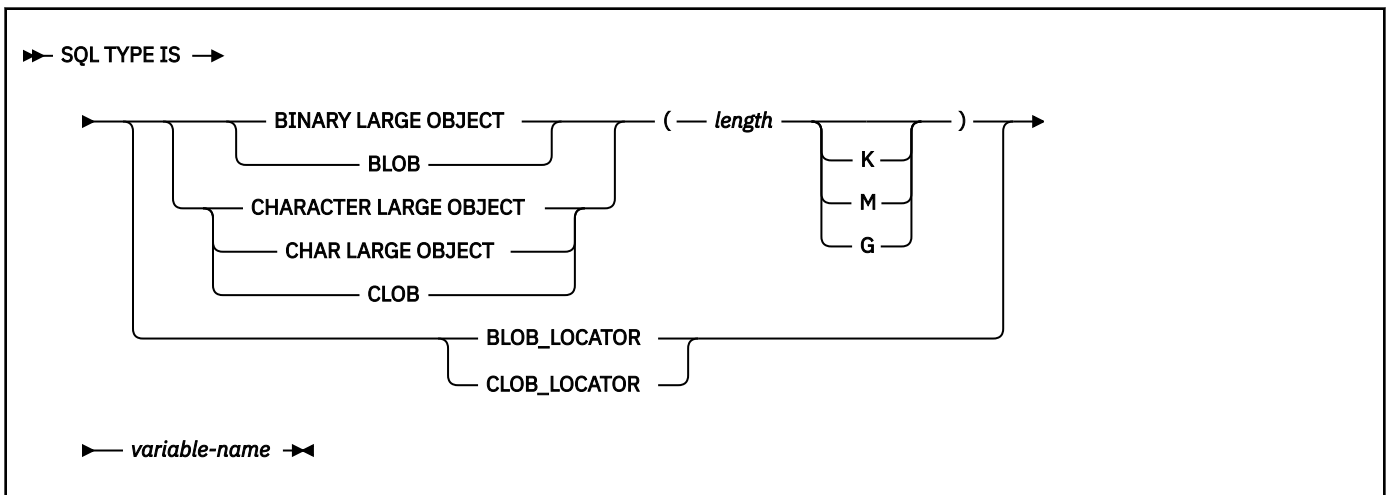 SQL TYPE IS
BINARY LARGE OBJECT ( length )
BLOB K
CHARACTER LARGE OBJECT M
CHAR LARGE OBJECT G
CLOB
BLOB_LOCATOR
CLOB_LOCATOR
variable-name